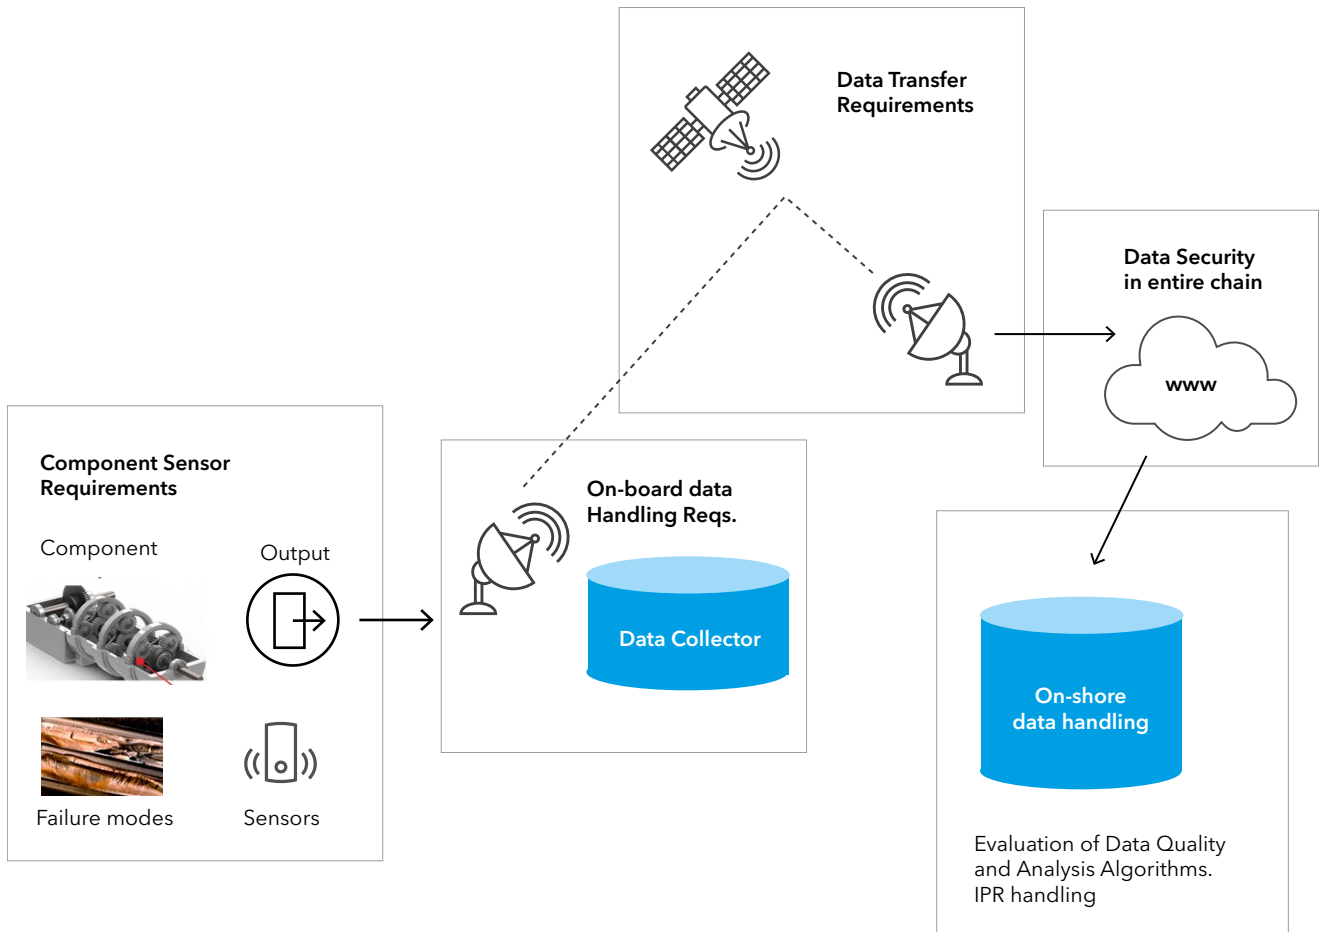 Data Transfer
Requirements
Data Security
in entire chain
www
Component Sensor
Requirements
Component
Output
Failure modes
Sensors
On-board data
Handling Reqs.
Data Collector
On-shore
data handling
Evaluation of Data Quality
and Analysis Algorithms.
IPR handling